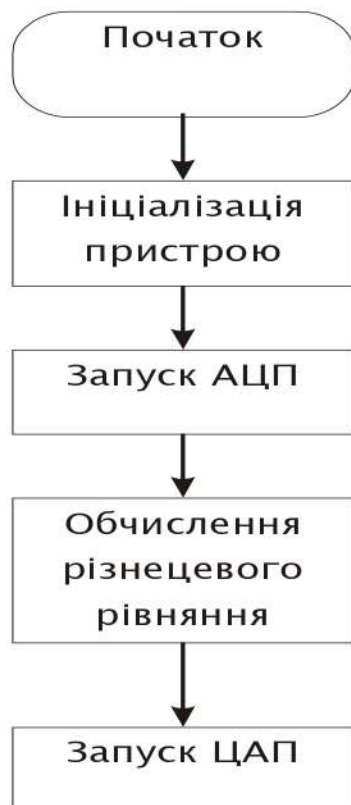 Початок
Ініціалізація
пристрою
Запуск АЦП
Обчислення
різнецевого
рівняння
Запуск ЦАП